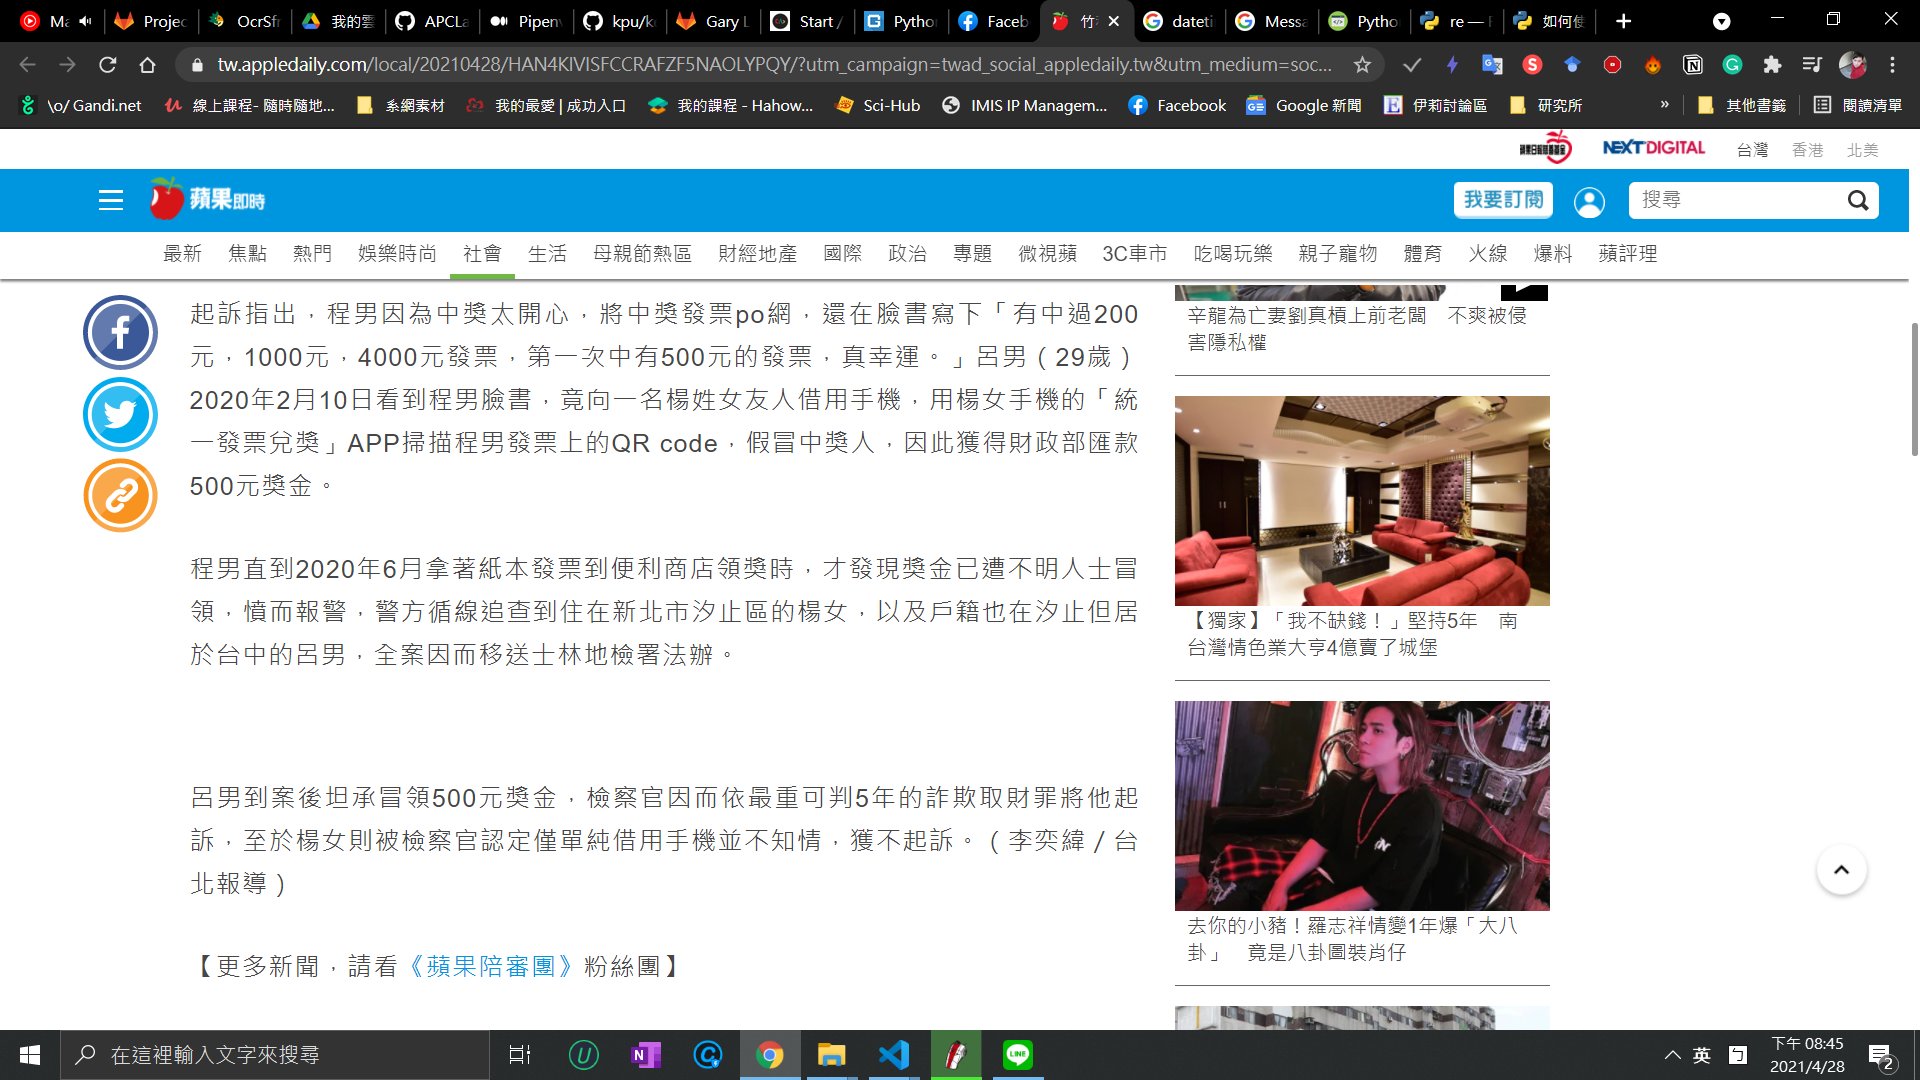 Ma
Projec
OcrSfr
我的雲
APCLa
Pipenv
kpu/k
Gary L
Start /
Pytho
Faceb
竹
dateti
Messa
Pytho
re — F
如何使
tw.appledaily.com/local/20210428/HAN4KIVISFCCRAFZF5NAOLYPQY/?utm_campaign=twad_social_appledaily.tw&utm_medium=soc...
\o/ Gandi.net
線上課程- 隨時隨地...
系網素材
我的最愛 | 成功入口
我的課程 - Hahow...
Sci-Hub
IMIS IP Managem...
Facebook
Google 新聞
伊莉討論區
研究所
»
其他書籤
閱讀清單
NEXT DIGITAL
台灣 香港 北美
蘋果即時
我要訂閱
搜尋
最新 焦點 熱門 娛樂時尚 社會 生活 母親節熱區 財經地產 國際 政治 專題 微視蘋 3C車市 吃喝玩樂 親子寵物 體育 火線 爆料 蘋評理
起訴指出，程男因為中獎太開心，將中獎發票po網，還在臉書寫下「有中過200
元，1000元，4000元發票，第一次中有500元的發票，真幸運。」呂男（29歲）
2020年2月10日看到程男臉書，竟向一名楊姓女友人借用手機，用楊女手機的「統
一發票兌獎」APP掃描程男發票上的QR code，假冒中獎人，因此獲得財政部匯款
500元獎金。
程男直到2020年6月拿著紙本發票到便利商店領獎時，才發現獎金已遭不明人士冒
領，憤而報警，警方循線追查到住在新北市汐止區的楊女，以及戶籍也在汐止但居
於台中的呂男，全案因而移送士林地檢署法辦。
呂男到案後坦承冒領500元獎金，檢察官因而依最重可判5年的詐欺取財罪將他起
訴，至於楊女則被檢察官認定僅單純借用手機並不知情，獲不起訴。（李奕緯／台
北報導）
【更多新聞，請看《蘋果陪審團》粉絲團】
辛龍為亡妻劉真槓上前老闆　不爽被侵
害隱私權
【獨家】「我不缺錢！」堅持5年　南
台灣情色業大亨4億賣了城堡
去你的小豬！羅志祥情變1年爆「大八
卦」　竟是八卦圖裝肖仔
在這裡輸入文字來搜尋
英
下午 08:45
2021/4/28
2